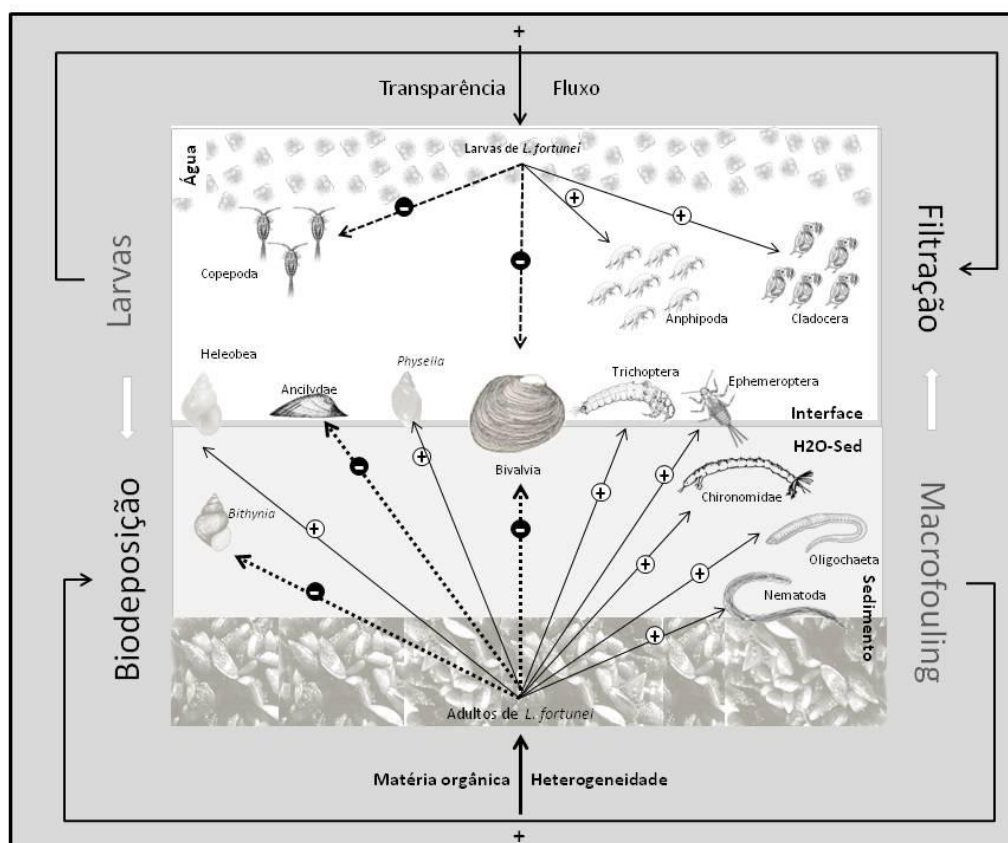 +
Transparência Fluxo
Água
Larvas de L. fortunei
-
+
+
-
Copepoda
Anphipoda
Cladocera
Larvas
Filtração
Heleobea
Ancilydae
Physella
Trichoptera
Ephemeroptera
Interface
H2O-Sed
Bivalvia
Chironomidae
Bithynia
Oligochaeta
Nematoda
Sedimento
+
-
+
-
-
+
+
+
+
+
Biodeposição
Macrofouling
Adultos de L. fortunei
Matéria orgânica Heterogeneidade
+